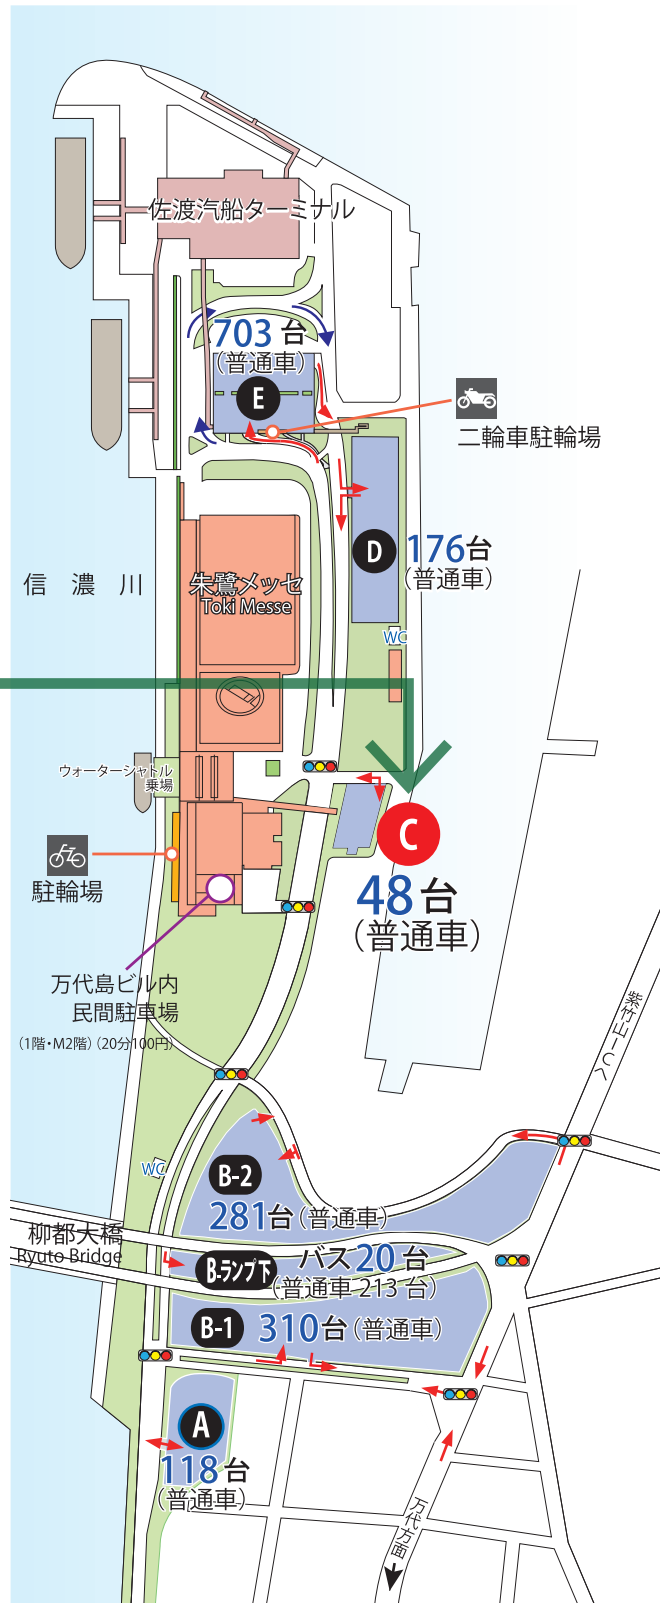 佐渡汽船ターミナル
703 台
(普通車)
E
二輪車駐輪場
D
176台
(普通車)
信 濃 川
朱鷺メッセ
Toki Messe
WC
ウォーターシャトル
乗場
C
48台
(普通車)
駐輪場
万代島ビル内
民間駐車場
(1階・M2階)(20分100円)
紫竹山ICへ
WC
B-2
281台(普通車)
柳都大橋
Ryuto Bridge
B-ランプ下
バス20 台
(普通車 213 台)
B-1
310台(普通車)
A
118台
(普通車)
万代方面